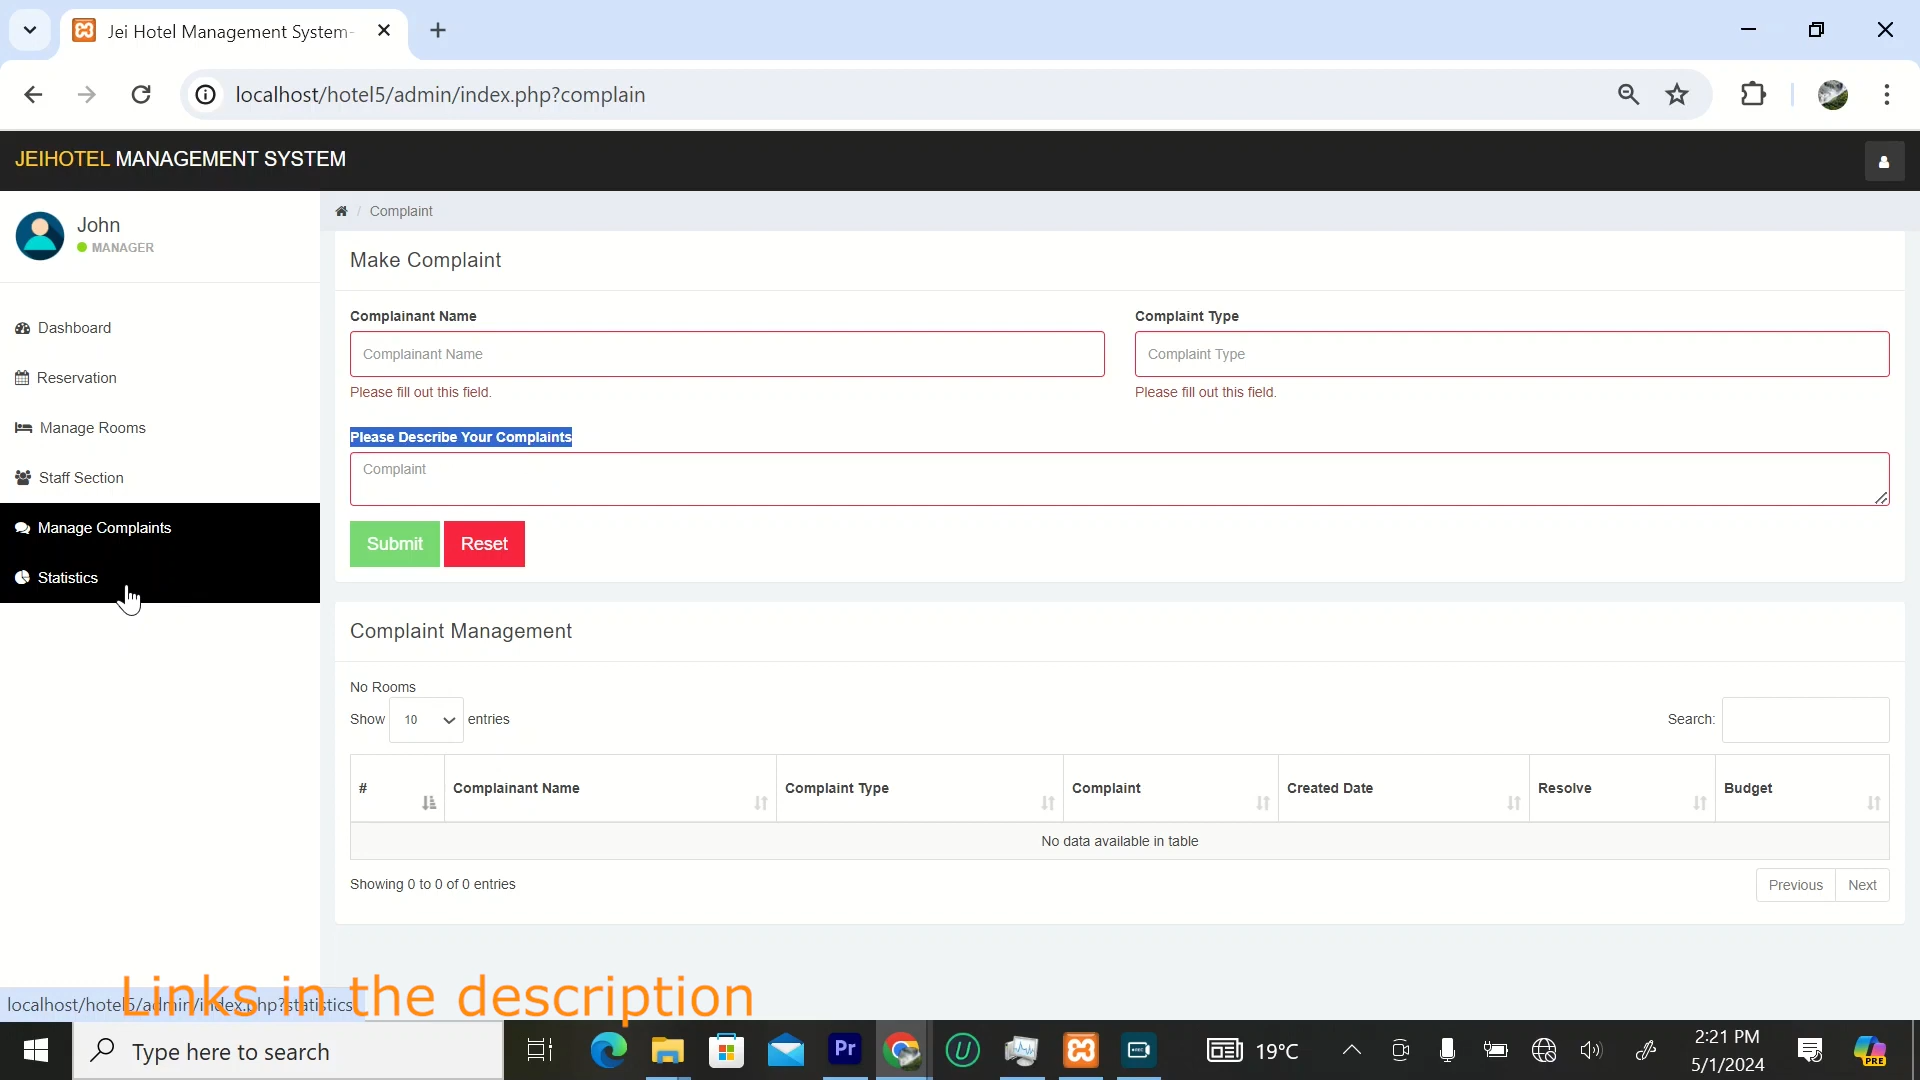 Jei Hotel Management System-
localhost/hotel5/admin/index.php?complain
JEIHOTEL MANAGEMENT SYSTEM
John
MANAGER
Complaint
Make Complaint
Dashboard
Reservation
Manage Rooms
Staff Section
Manage Complaints
Statistics
Complainant Name
Complaint Type
Complainant Name
Complaint Type
Please fill out this field.
Please fill out this field.
Please Describe Your Complaints
Complaint
Submit Reset
Complaint Management
No Rooms
Show 10 entries
Search:
# Complainant Name Complaint Type Complaint Created Date Resolve Budget
No data available in table
Showing 0 to 0 of 0 entries
Previous Next
Links in the description
localhost/hotel5/admin/index.php?statistics
Type here to search
Pr
U
REC
19°C
2:21 PM
5/1/2024
PRE